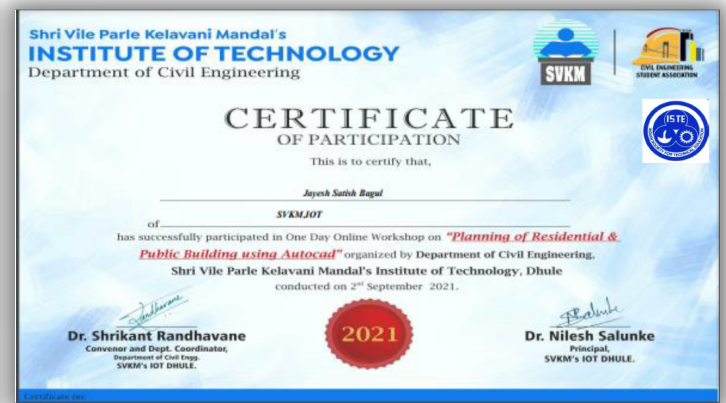 Shri Vile Parle Kelavani Mandal's
INSTITUTE OF TECHNOLOGY
Department of Civil Engineering
SVKM
CIVIL ENGINEERING
STUDENT ASSOCIATION
ISTE
CERTIFICATE
OF PARTICIPATION
This is to certify that,
Jayesh Satish Bagul
of SVKM,IOT
has successfully participated in One Day Online Workshop on "Planning of Residential &
Public Building using Autocad" organized by Department of Civil Engineering,
Shri Vile Parle Kelavani Mandal's Institute of Technology, Dhule
conducted on 2nd September 2021.
Dr. Shrikant Randhavane
Convenor and Dept. Coordinator,
Department of Civil Engg.
SVKM's IOT DHULE.
2021
Dr. Nilesh Salunke
Principal,
SVKM's IOT DHULE.
Certificate no: